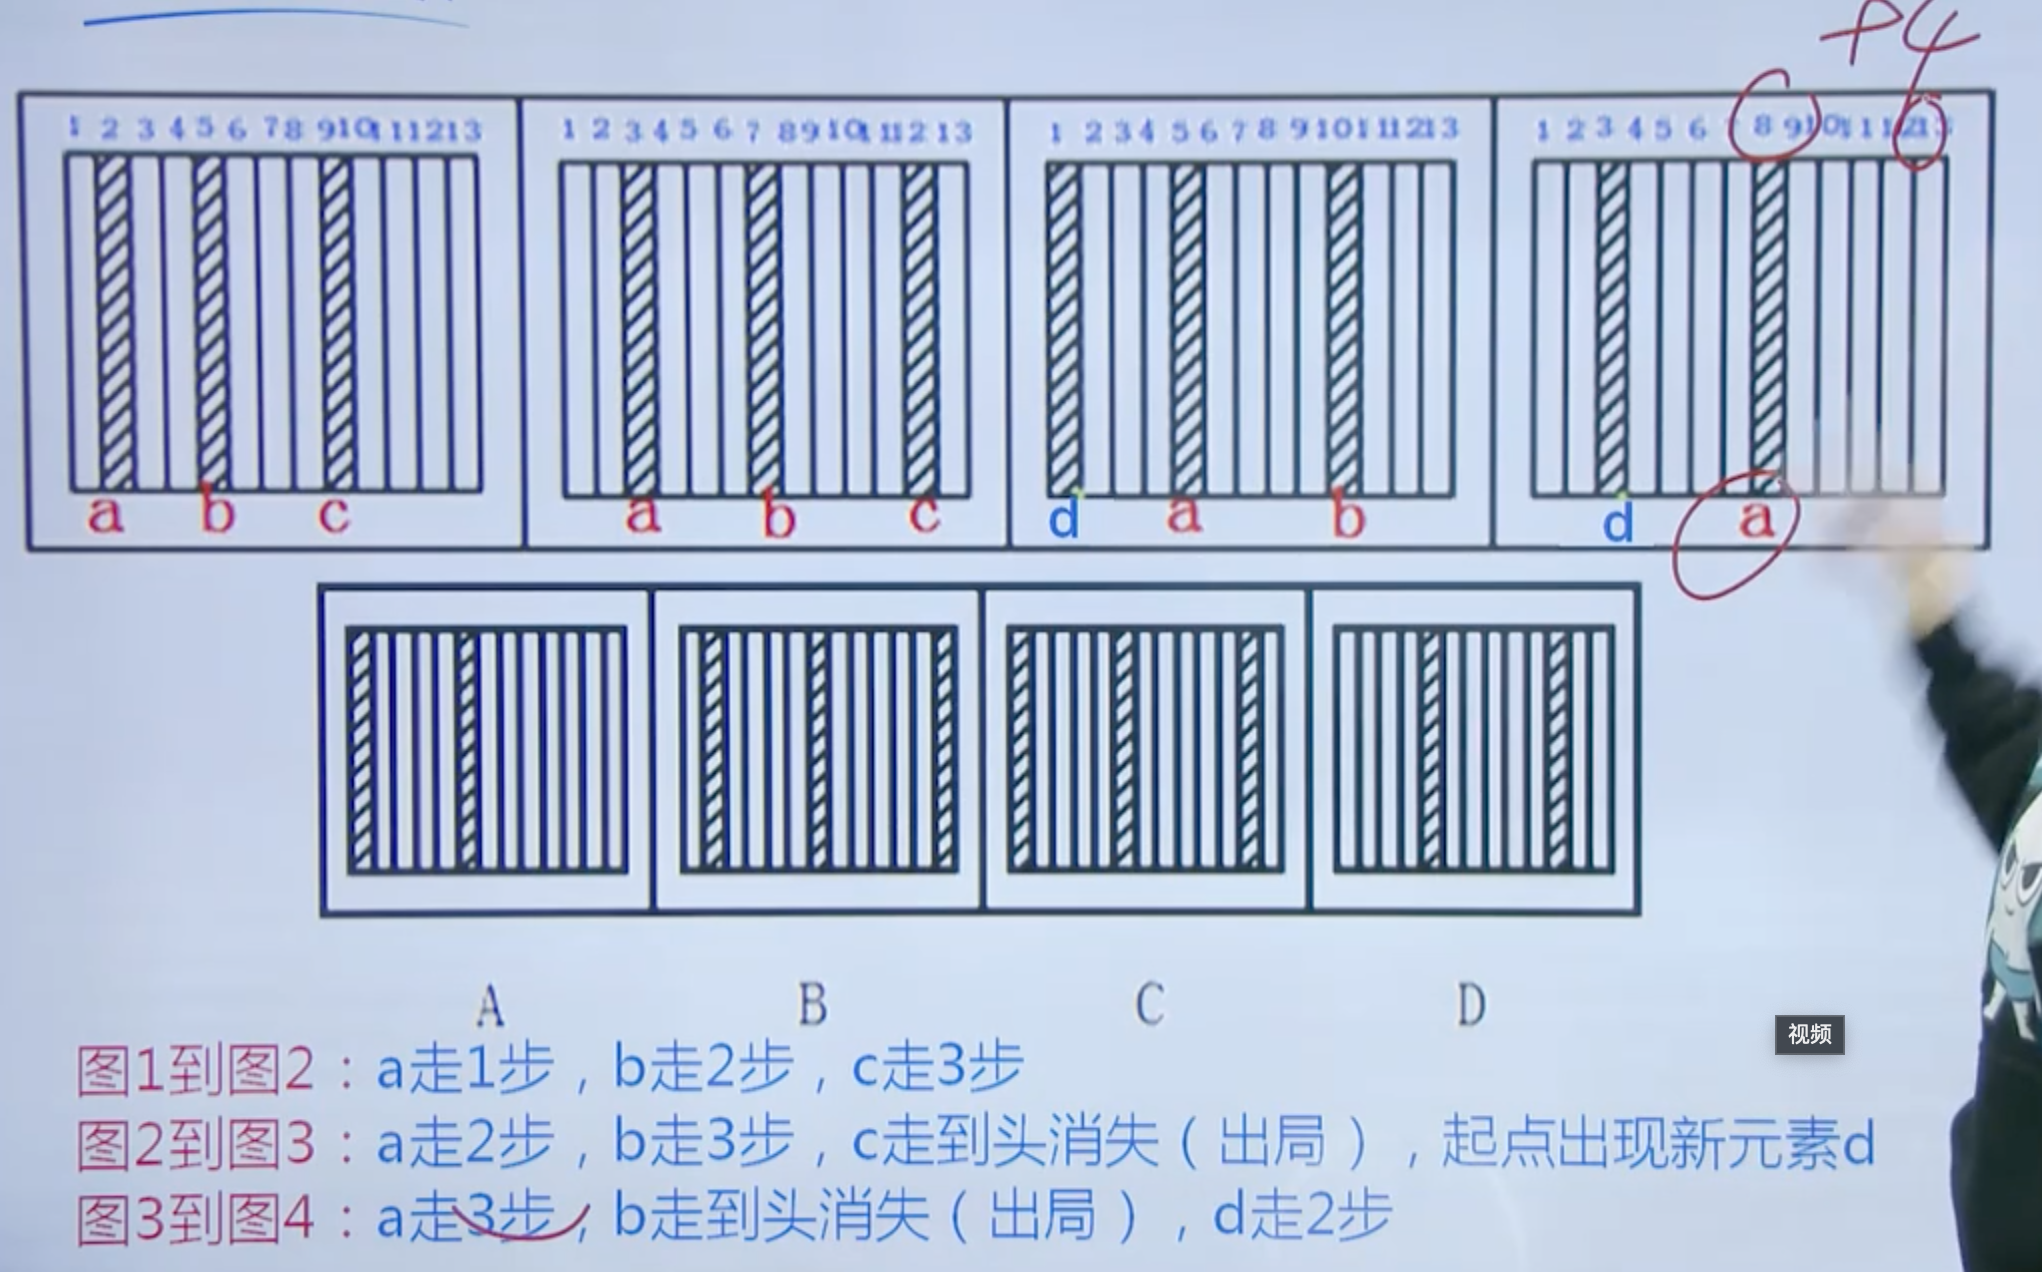 +4
1 2 3 4 5 6 7 8 9 10 11 12 13
1 2 3 4 5 6 7 8 9 10 11 12 13
1 2 3 4 5 6 7 8 9 10 11 12 13
1 2 3 4 5 6 8 9 10 11
a b c
a b c
d a b
d a
A B C D
视频
图1到图2：a走1步，b走2步，c走3步
图2到图3：a走2步，b走3步，c走到头消失（出局），起点出现新元素d
图3到图4：a走3步，b走到头消失（出局），d走2步